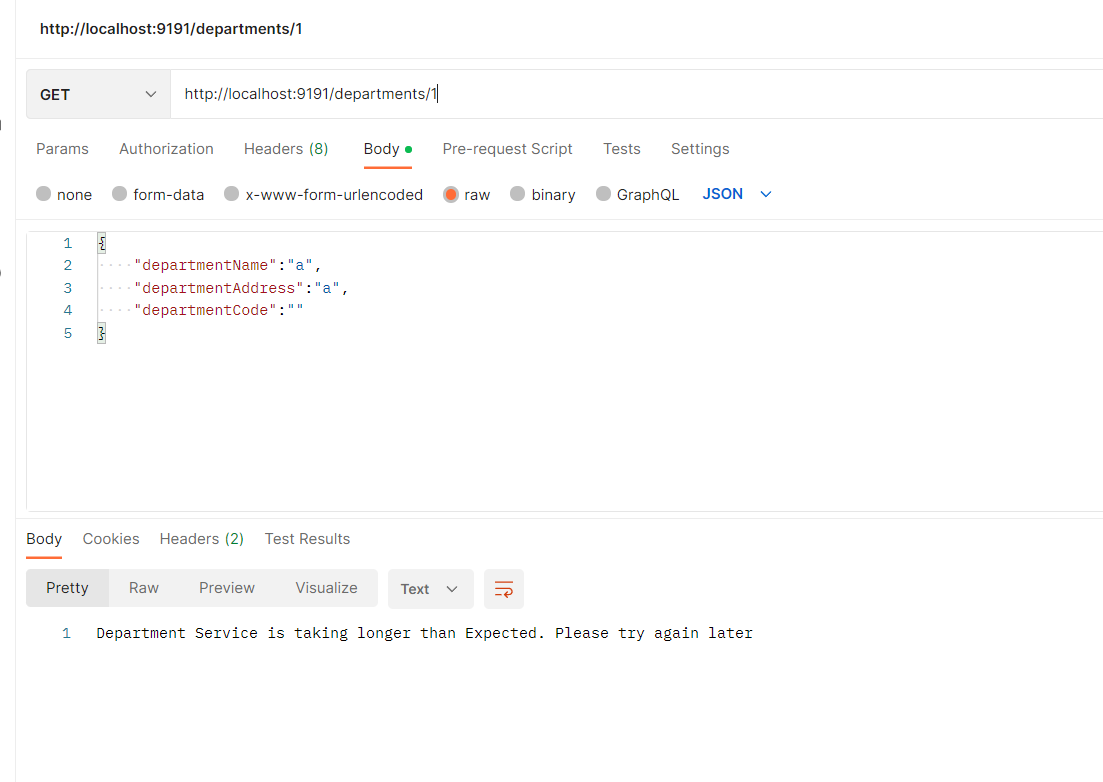 http://localhost:9191/departments/1
GET http://localhost:9191/departments/1
Params Authorization Headers (8) Body Pre-request Script Tests Settings
none form-data x-www-form-urlencoded raw binary GraphQL JSON
1 {
2 ····"departmentName":"a",
3 ····"departmentAddress":"a",
4 ····"departmentCode":""
5 }
Body Cookies Headers (2) Test Results
Pretty Raw Preview Visualize Text
1 Department Service is taking longer than Expected. Please try again later